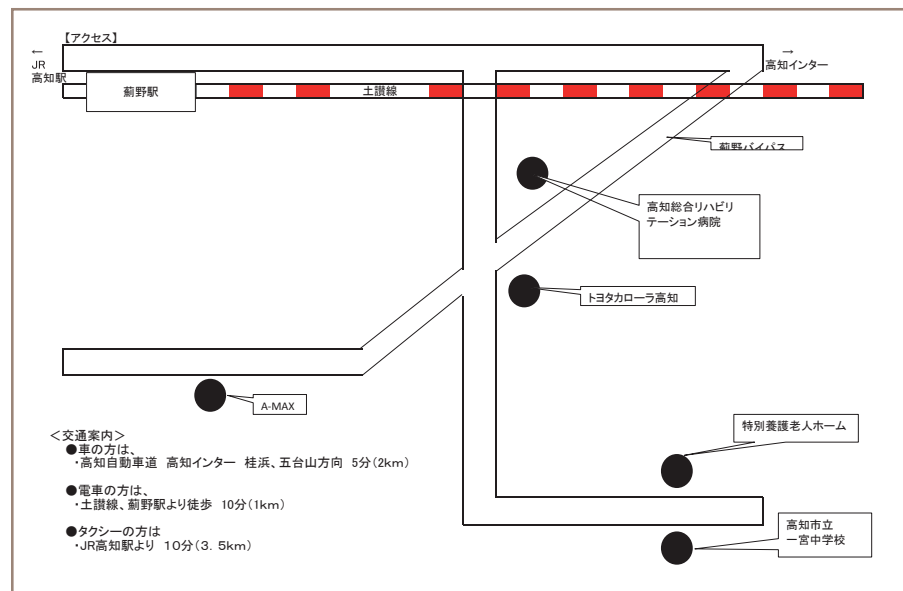 【アクセス】
←
JR
高知駅
→
高知インター
薊野駅
土讃線
薊野バイパス
高知総合リハビリ
テーション病院
トヨタカローラ高知
A-MAX
特別養護老人ホーム
高知市立
一宮中学校
＜交通案内＞
●車の方は、
・高知自動車道　高知インター　桂浜、五台山方向　5分（2km）
●電車の方は、
・土讃線、薊野駅より徒歩　10分（1km）
●タクシーの方は
・JR高知駅より　10分（3．5km）